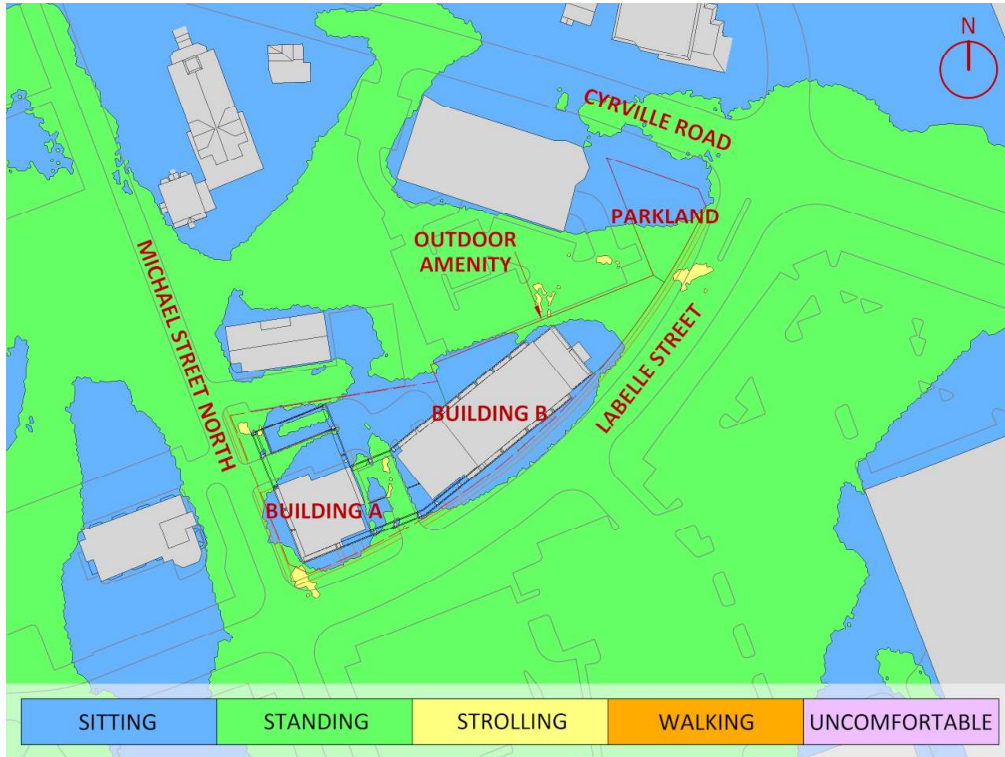 N
CYRVILLE ROAD
PARKLAND
OUTDOOR
AMENITY
MICHAEL STREET NORTH
LABELLE STREET
BUILDING B
BUILDING A
SITTING
STANDING
STROLLING
WALKING
UNCOMFORTABLE